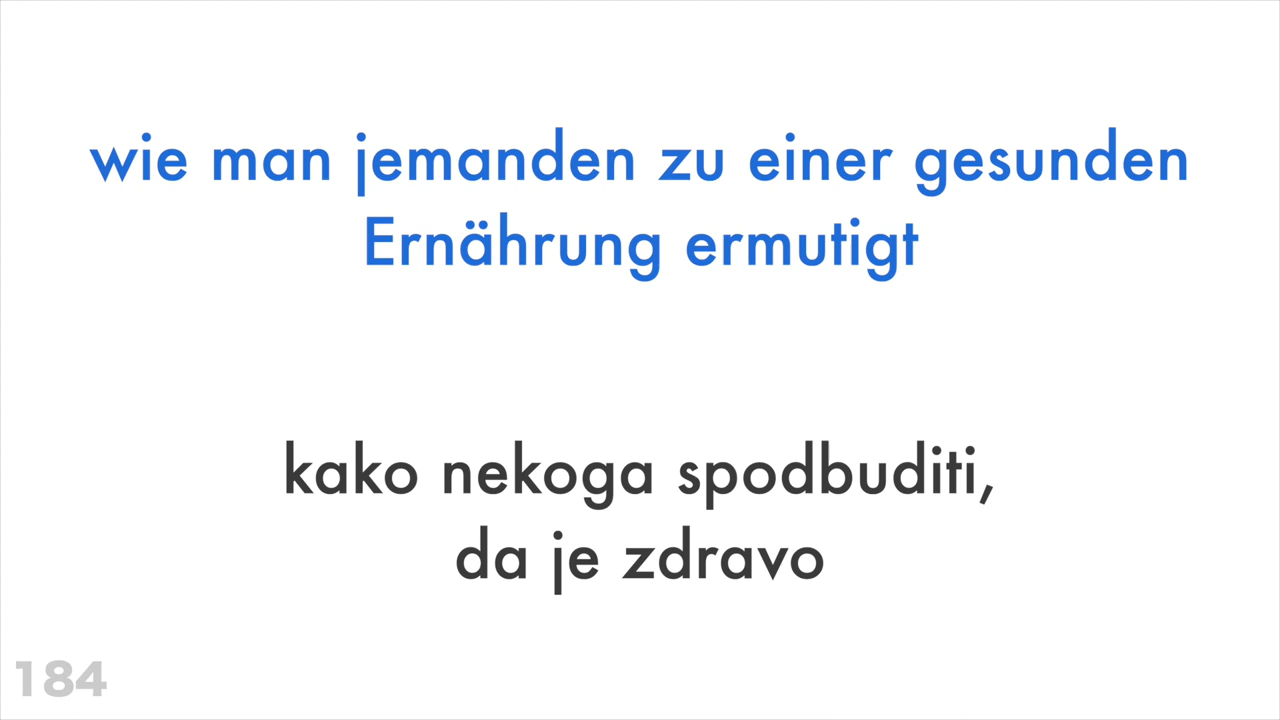 wie man jemanden zu einer gesunden
Ernährung ermutigt
kako nekoga spodbuditi,
da je zdravo
184